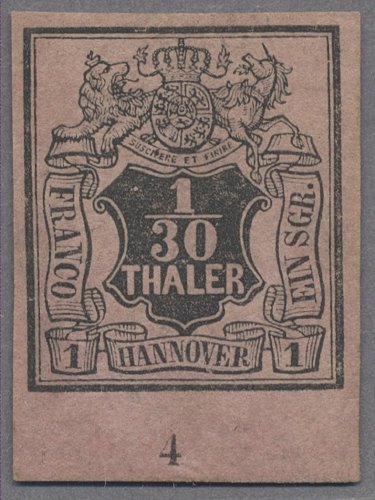 SUSCIPERE ET FINIRE
FRANCO
1
30
THALER
EIN SGR.
1
HANNOVER
1
4